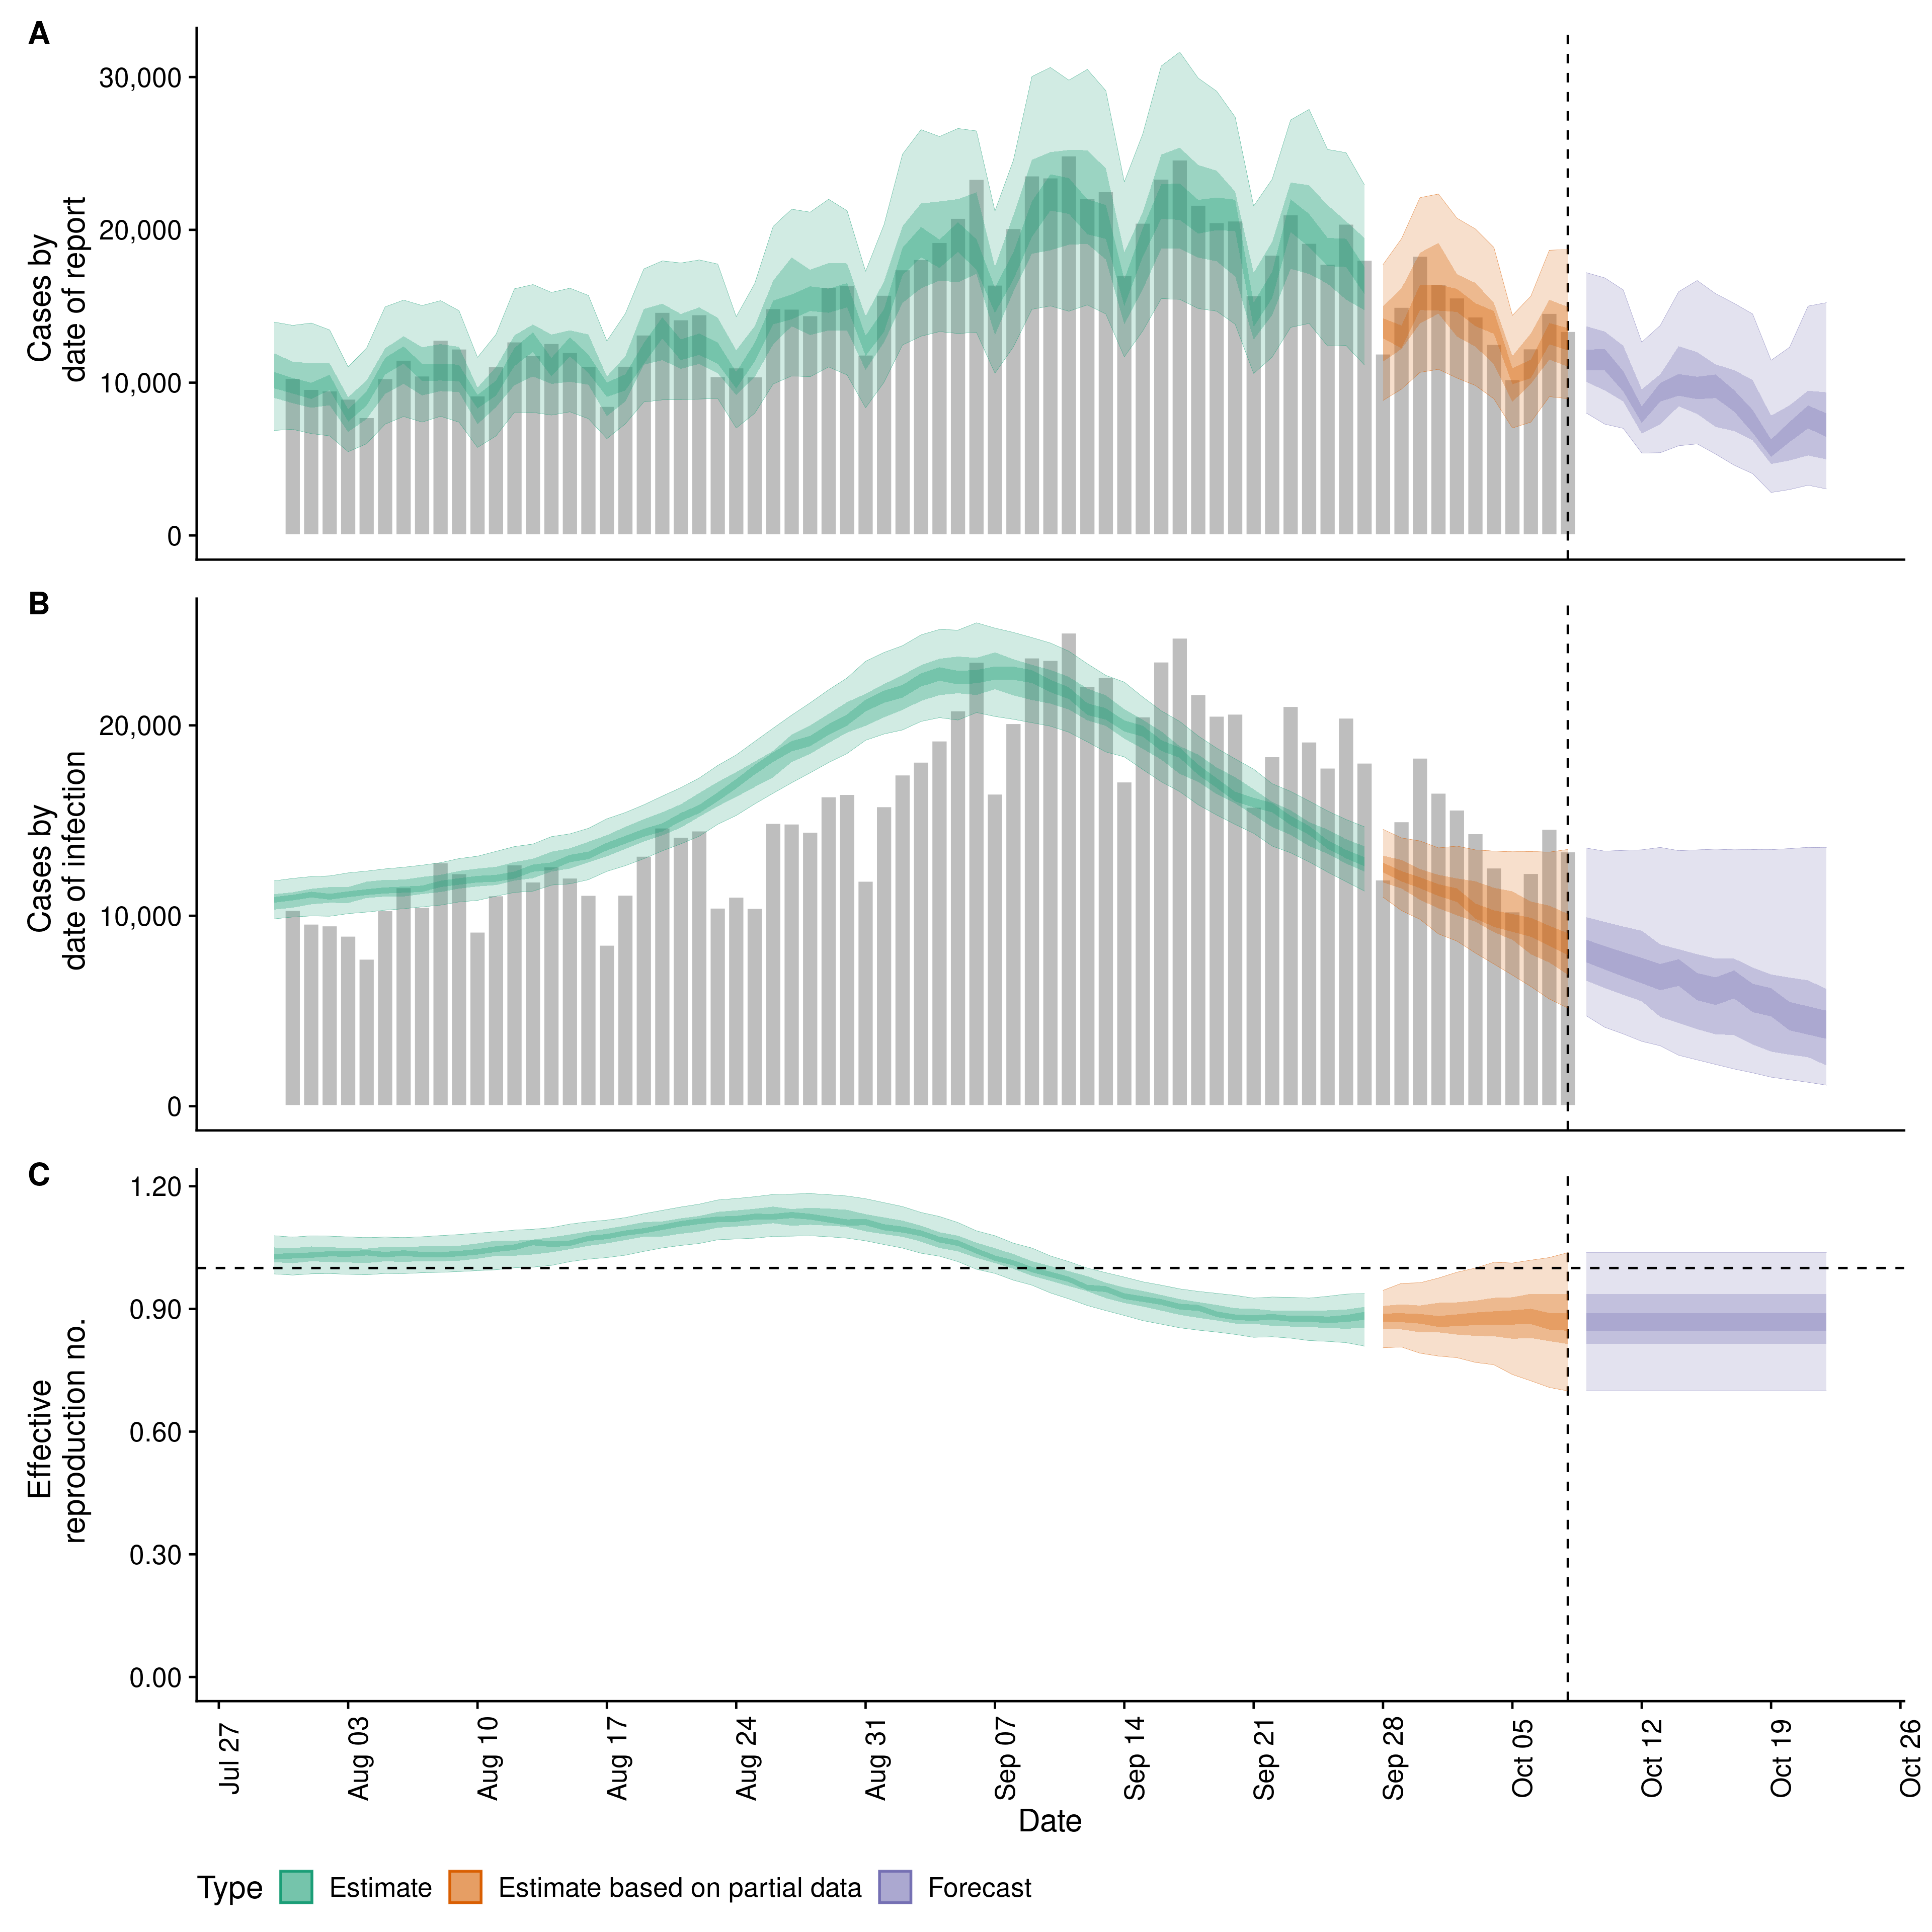 A
30,000
20,000
10,000
0
Cases by
date of report
B
20,000
10,000
0
Cases by
date of infection
C
1.20
0.90
0.60
0.30
0.00
Effective
reproduction no.
Jul 27
Aug 03
Aug 10
Aug 17
Aug 24
Aug 31
Sep 07
Sep 14
Sep 21
Sep 28
Oct 05
Oct 12
Oct 19
Oct 26
Date
Type Estimate Estimate based on partial data Forecast